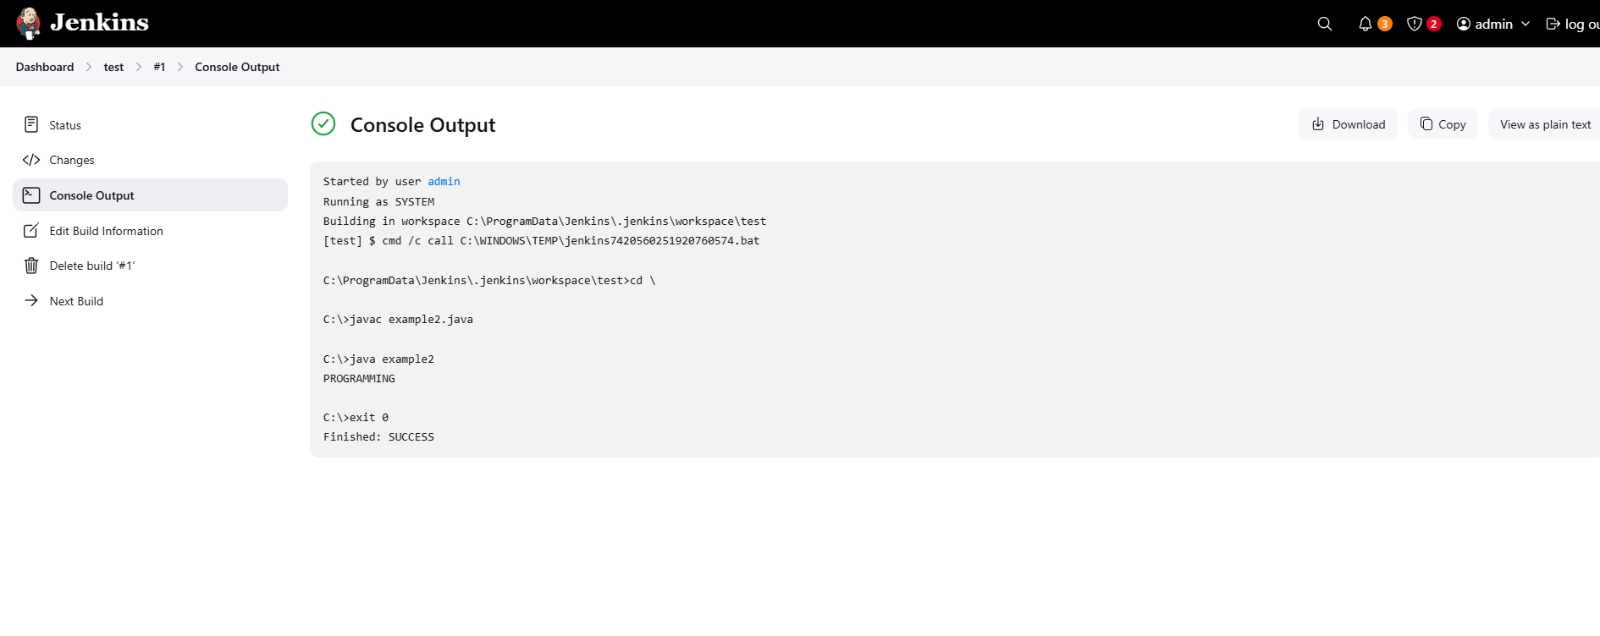 Jenkins
3
2
admin
Dashboard
test
#1
Console Output
Status
Changes
Console Output
Edit Build Information
Delete build ‘#1’
Next Build
Console Output
Download
Copy
View as plain text
Started by user admin
Running as SYSTEM
Building in workspace C:\ProgramData\Jenkins\.jenkins\workspace\test
[test] $ cmd /c call C:\WINDOWS\TEMP\jenkins7420560251920760574.bat
C:\ProgramData\Jenkins\.jenkins\workspace\test>cd \
C:\>javac example2.java
C:\>java example2
PROGRAMMING
C:\>exit 0
Finished: SUCCESS